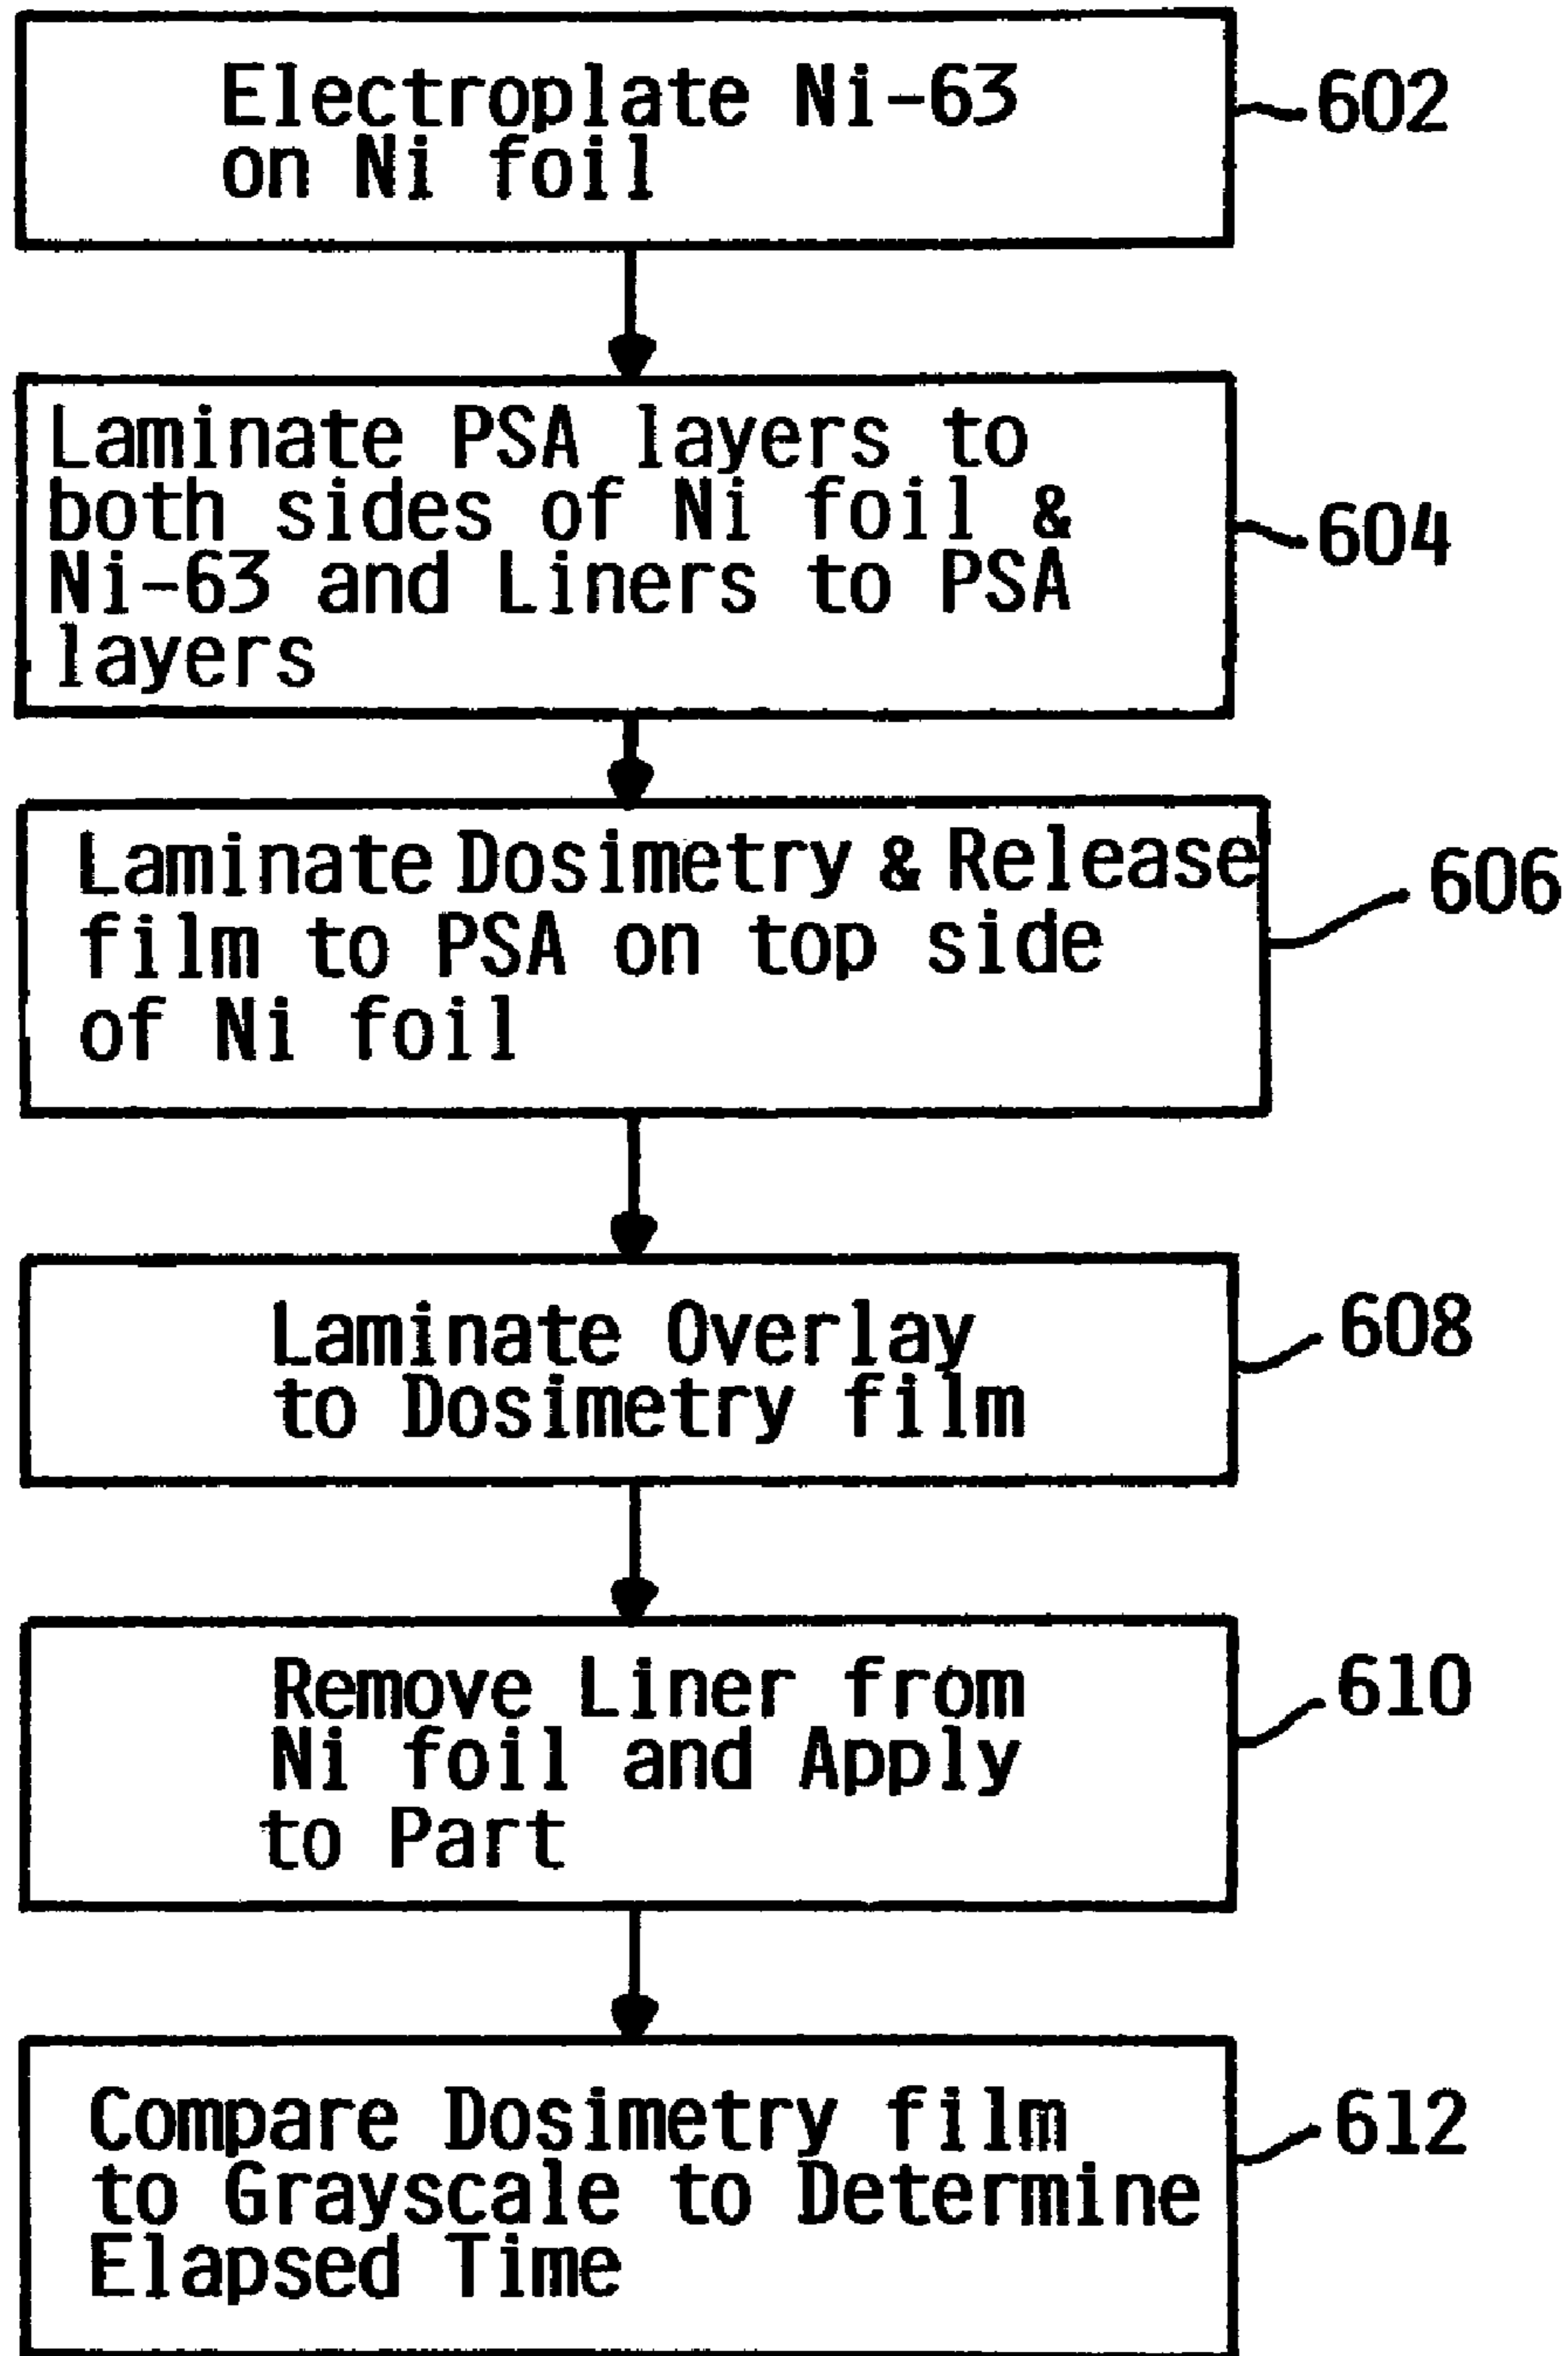 Electroplate Ni-63
on Ni foil
602
Laminate PSA layers to
both sides of Ni foil &
Ni-63 and Liners to PSA
layers
604
Laminate Dosimetry & Release
film to PSA on top side
of Ni foil
606
Laminate Overlay
to Dosimetry film
608
Remove Liner from
Ni foil and Apply
to Part
610
Compare Dosimetry film
to Grayscale to Determine
Elapsed Time
612